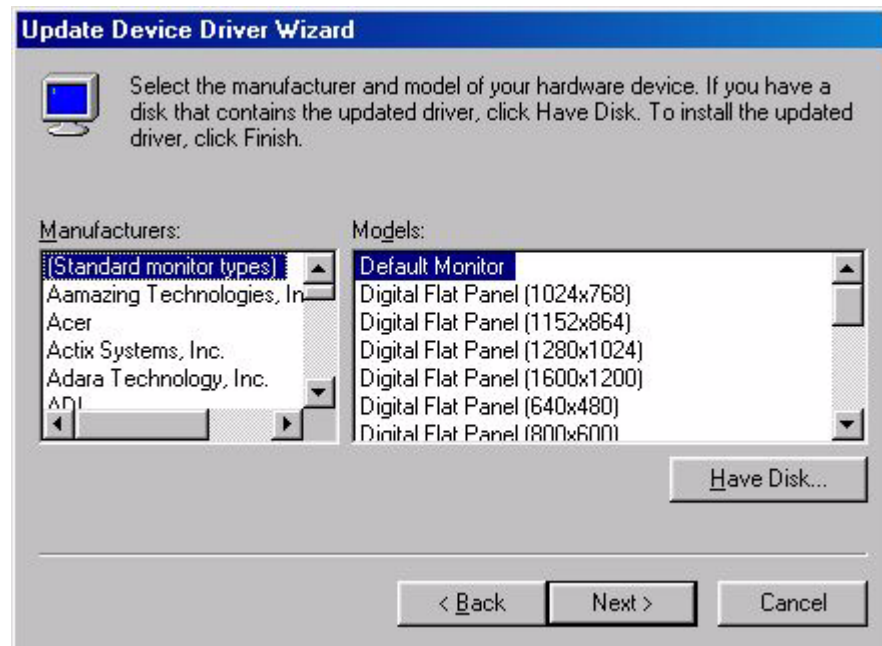 Update Device Driver Wizard
Select the manufacturer and model of your hardware device. If you have a
disk that contains the updated driver, click Have Disk. To install the updated
driver, click Finish.
Manufacturers:
(Standard monitor types)
Aamazing Technologies, In
Acer
Actix Systems, Inc.
Adara Technology, Inc.
ADI
Models:
Default Monitor
Digital Flat Panel (1024x768)
Digital Flat Panel (1152x864)
Digital Flat Panel (1280x1024)
Digital Flat Panel (1600x1200)
Digital Flat Panel (640x480)
Digital Flat Panel (800x600)
Have Disk...
< Back
Next >
Cancel